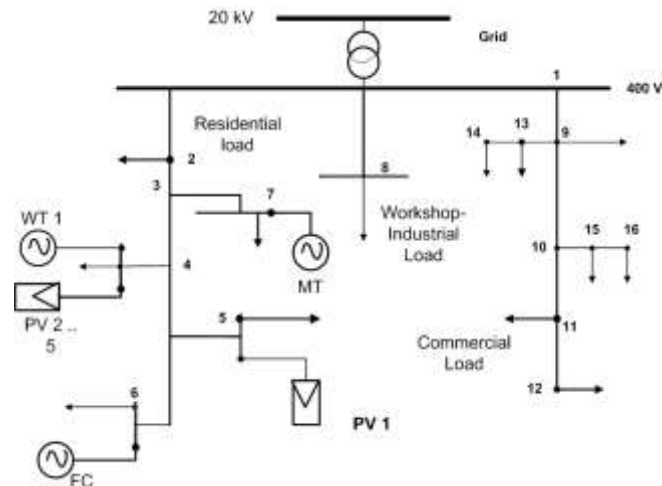 20 kV
Grid
1
400 V
Residential
load
14
13
9
2
8
3
7
WT 1
Workshop-
Industrial
Load
15
16
4
10
MT
PV 2 ..
5
5
11
Commercial
Load
6
12
PV 1
FC